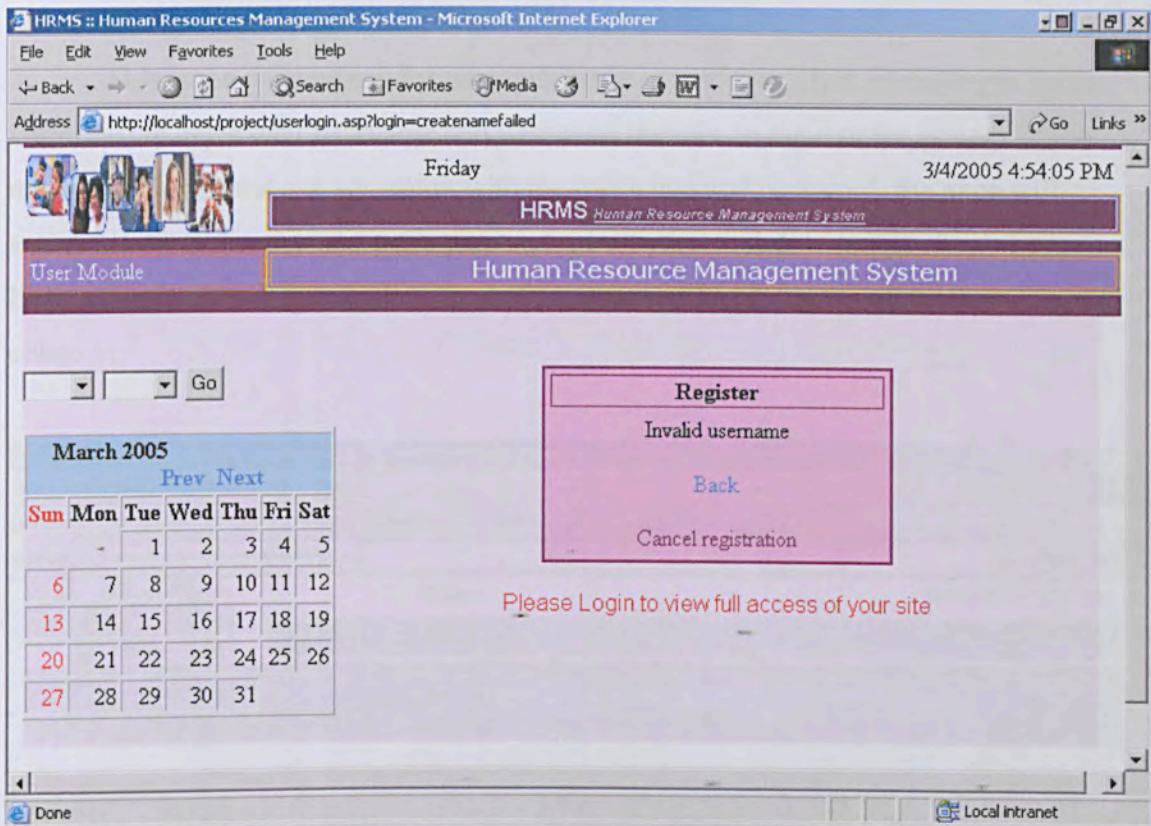 HRMS :: Human Resources Management System - Microsoft Internet Explorer
File Edit View Favorites Tools Help
Back Search Favorites Media
Address http://localhost/project/userlogin.asp?login=createnamefailed Go Links »
Friday 3/4/2005 4:54:05 PM
HRMS Human Resource Management System
User Module Human Resource Management System
Go
Register
Invalid username
Back
Cancel registration
Please Login to view full access of your site
March 2005
Prev Next
Sun Mon Tue Wed Thu Fri Sat
- 1 2 3 4 5
6 7 8 9 10 11 12
13 14 15 16 17 18 19
20 21 22 23 24 25 26
27 28 29 30 31
Done Local intranet